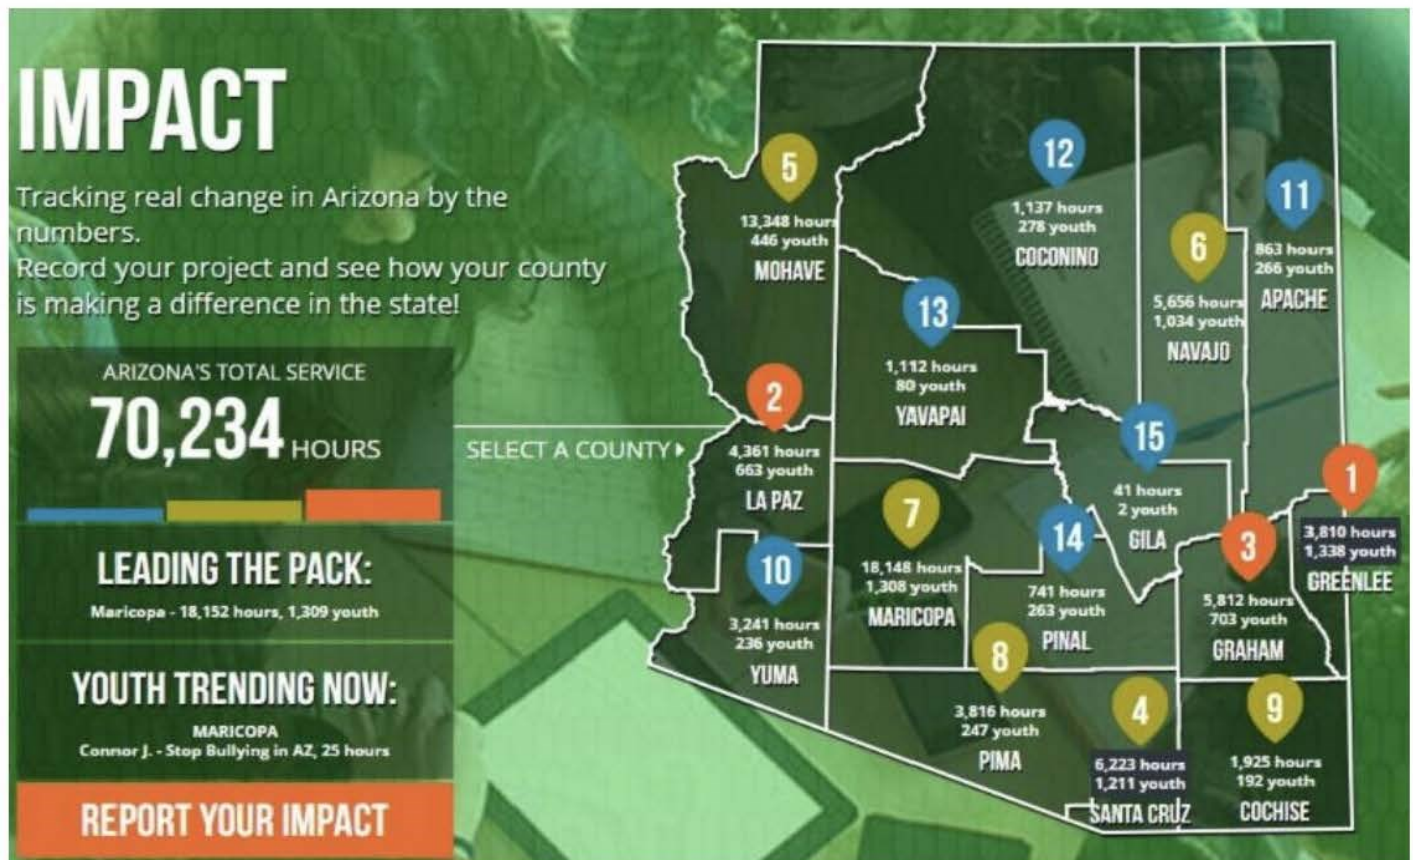 IMPACT
Tracking real change in Arizona by the
numbers.
Record your project and see how your county
is making a difference in the state!
ARIZONA'S TOTAL SERVICE
70,234 HOURS
LEADING THE PACK:
Maricopa - 18,152 hours, 1,309 youth
YOUTH TRENDING NOW:
MARICOPA
Connor J. - Stop Bullying in AZ, 25 hours
REPORT YOUR IMPACT
SELECT A COUNTY
5
13,348 hours
446 youth
MOHAVE
12
1,137 hours
278 youth
COCONINO
6
5,656 hours
1,034 youth
NAVAJO
11
863 hours
266 youth
APACHE
13
1,112 hours
80 youth
YAVAPAI
2
4,361 hours
663 youth
LA PAZ
15
41 hours
2 youth
GILA
1
3,810 hours
1,338 youth
GREENLEE
7
18,148 hours
1,308 youth
MARICOPA
14
741 hours
263 youth
PINAL
3
5,812 hours
703 youth
GRAHAM
10
3,241 hours
236 youth
YUMA
8
3,816 hours
247 youth
PIMA
4
6,223 hours
1,211 youth
SANTA CRUZ
9
1,925 hours
192 youth
COCHISE